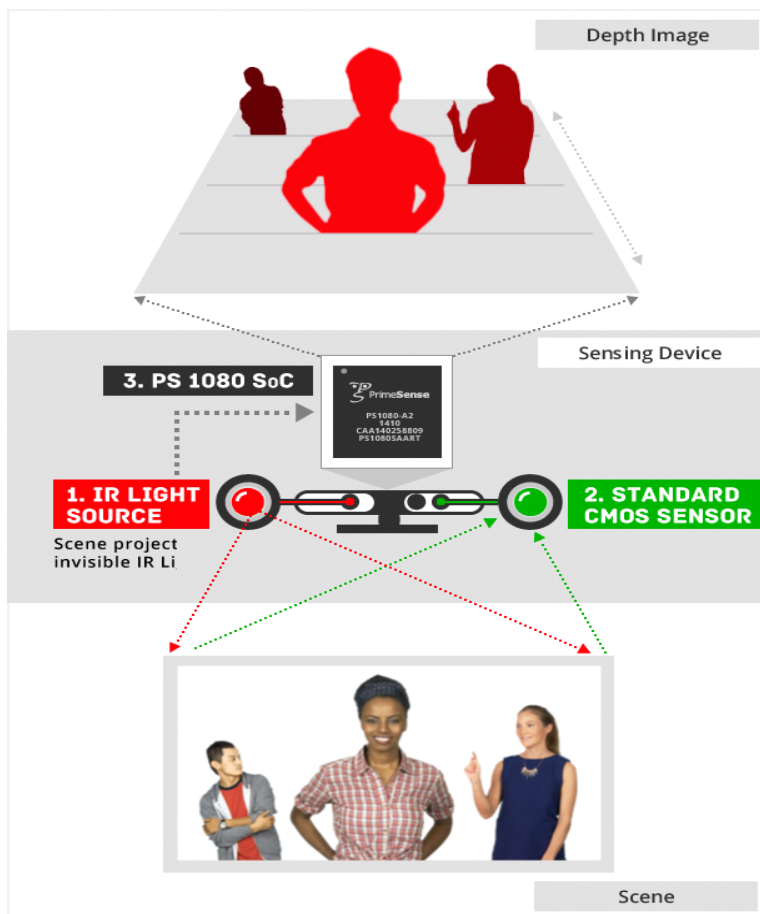 Depth Image
Sensing Device
3. PS 1080 SoC
PrimeSense
PS1080-A2
1410
CAA140258809
PS1080SAART
1. IR LIGHT
SOURCE
2. STANDARD
CMOS SENSOR
Scene project
invisible IR Li
Scene